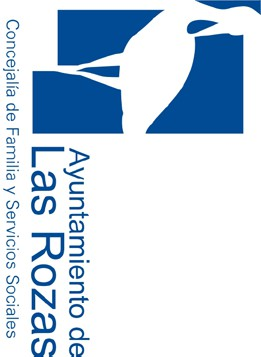 Ayuntamiento de
Las Rozas
Concejalía de Familia y Servicios Sociales